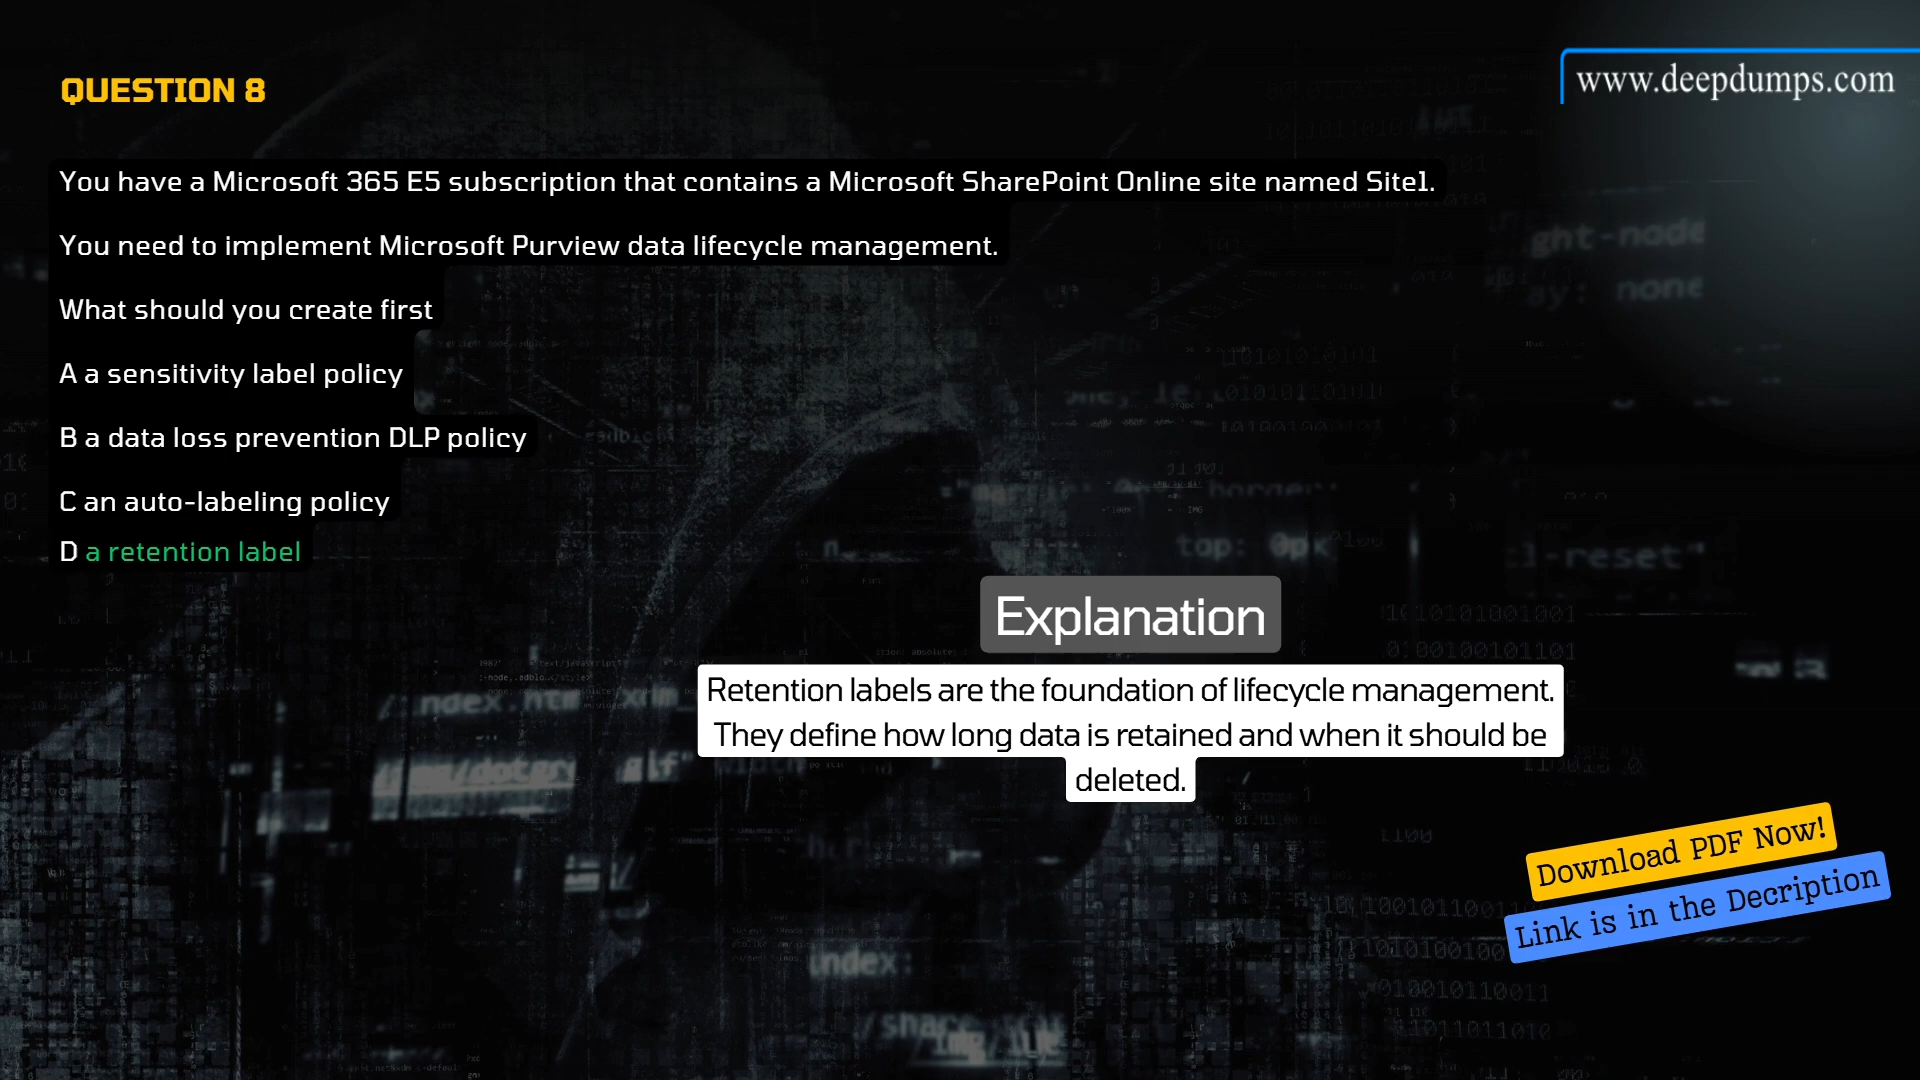 QUESTION 8
www.deepdumps.com
You have a Microsoft 365 E5 subscription that contains a Microsoft SharePoint Online site named Site1.
You need to implement Microsoft Purview data lifecycle management.
What should you create first
A a sensitivity label policy
B a data loss prevention DLP policy
C an auto-labeling policy
D a retention label
Explanation
Retention labels are the foundation of lifecycle management.
They define how long data is retained and when it should be
deleted.
Download PDF Now!
Link is in the Decription